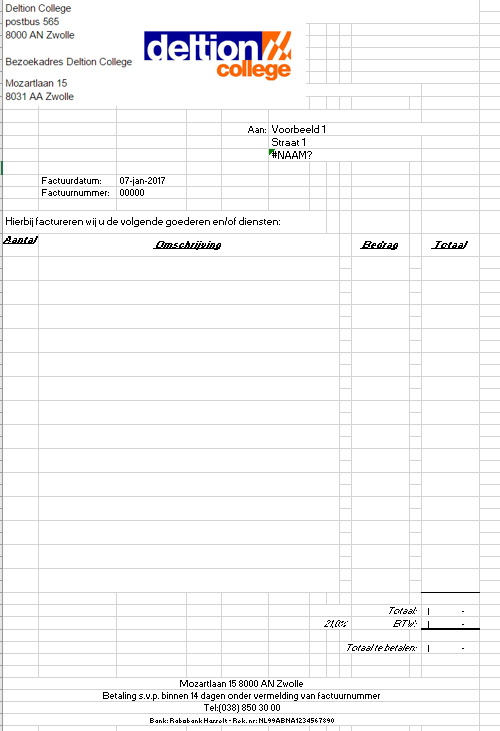 Deltion College
postbus 565
8000 AN Zwolle
Bezoekadres Deltion College
Mozartlaan 15
8031 AA Zwolle
deltion
college
Aan: Voorbeeld 1
Straat 1
#NAAM?
Factuurdatum: 07-jan-2017
Factuurnummer: 00000
Hierbij factureren wij u de volgende goederen en/of diensten:
Aantal Omschrijving Bedrag Totaal
Totaal: | -
21,0% BTW: | -
Totaal te betalen: | -
Mozartlaan 15 8000 AN Zwolle
Betaling s.v.p. binnen 14 dagen onder vermelding van factuurnummer
Tel:(038) 850 30 00
Bank: Rabobank Hasselt - Rek. nr: NL99ABNA1234567890